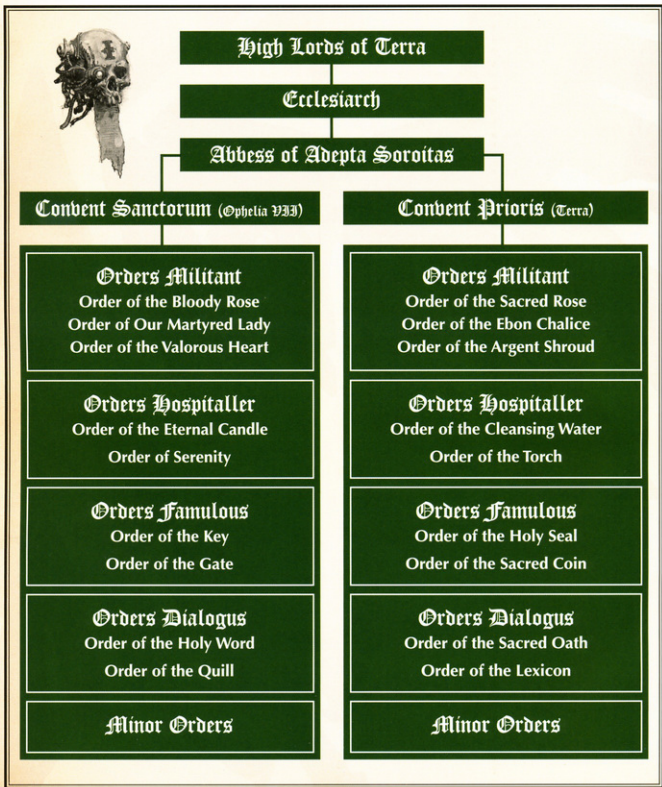 High Lords of Terra
Ecclesiarch
Abbess of Adepta Soroitas
Convent Sanctorum (Ophelia VII)
Orders Militant
Order of the Bloody Rose
Order of Our Martyred Lady
Order of the Valorous Heart
Orders Hospitaller
Order of the Eternal Candle
Order of Serenity
Orders Famulous
Order of the Key
Order of the Gate
Orders Dialogus
Order of the Holy Word
Order of the Quill
Minor Orders
Convent Prioris (Terra)
Orders Militant
Order of the Sacred Rose
Order of the Ebon Chalice
Order of the Argent Shroud
Orders Hospitaller
Order of the Cleansing Water
Order of the Torch
Orders Famulous
Order of the Holy Seal
Order of the Sacred Coin
Orders Dialogus
Order of the Sacred Oath
Order of the Lexicon
Minor Orders